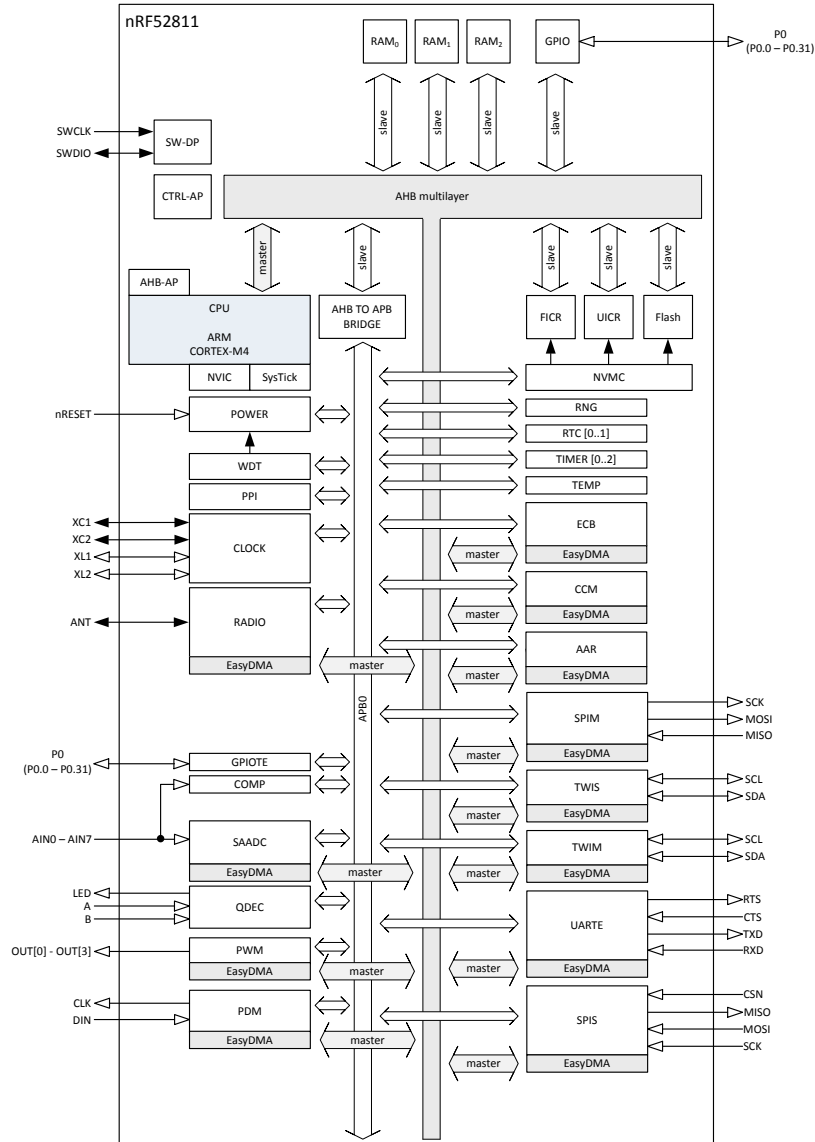 nRF52811
RAM0
RAM1
RAM2
GPIO
P0
(P0.0 – P0.31)
slave
slave
slave
slave
SWCLK
SWDIO
SW-DP
CTRL-AP
AHB multilayer
master
slave
slave
slave
slave
AHB-AP
CPU
ARM
CORTEX-M4
NVIC
SysTick
AHB TO APB
BRIDGE
FICR
UICR
Flash
NVMC
nRESET
POWER
RNG
RTC [0..1]
WDT
TIMER [0..2]
PPI
TEMP
XC1
XC2
XL1
XL2
CLOCK
ECB
master
EasyDMA
ANT
RADIO
EasyDMA
master
CCM
master
EasyDMA
AAR
master
EasyDMA
APB0
SPIM
master
EasyDMA
SCK
MOSI
MISO
P0
(P0.0 – P0.31)
GPIOTE
COMP
TWIS
master
EasyDMA
SCL
SDA
AIN0 – AIN7
SAADC
EasyDMA
master
TWIM
master
EasyDMA
SCL
SDA
LED
A
B
QDEC
UARTE
master
EasyDMA
RTS
CTS
TXD
RXD
OUT[0] - OUT[3]
PWM
EasyDMA
master
CLK
DIN
PDM
EasyDMA
master
SPIS
master
EasyDMA
CSN
MISO
MOSI
SCK